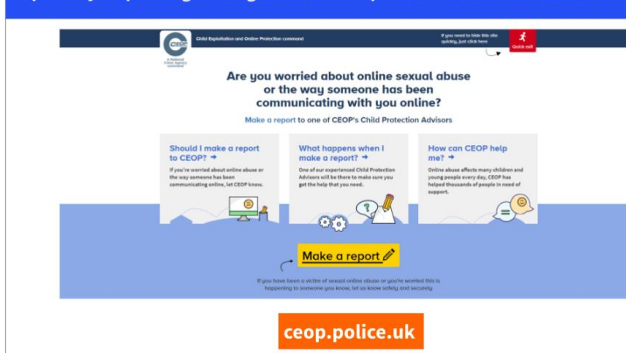 Child Exploitation and Online Protection command
If you need to hide this site
quickly, just click here
Quick exit
CEOP
A National
Crime Agency
command
Are you worried about online sexual abuse
or the way someone has been
communicating with you online?
Make a report to one of CEOP's Child Protection Advisors
Should I make a report
to CEOP? →
If you're worried about online abuse or
the way someone has been
communicating online, let CEOP know.
What happens when I
make a report? →
One of our experienced Child Protection
Advisors will be there to make sure you
get the help that you need.
How can CEOP help
me? →
Online abuse affects many children and
young people every day, CEOP has
helped thousands of people in need of
support.
Make a report
If you have been a victim of sexual online abuse or you're worried this is
happening to someone you know, let us know safely and securely
ceop.police.uk